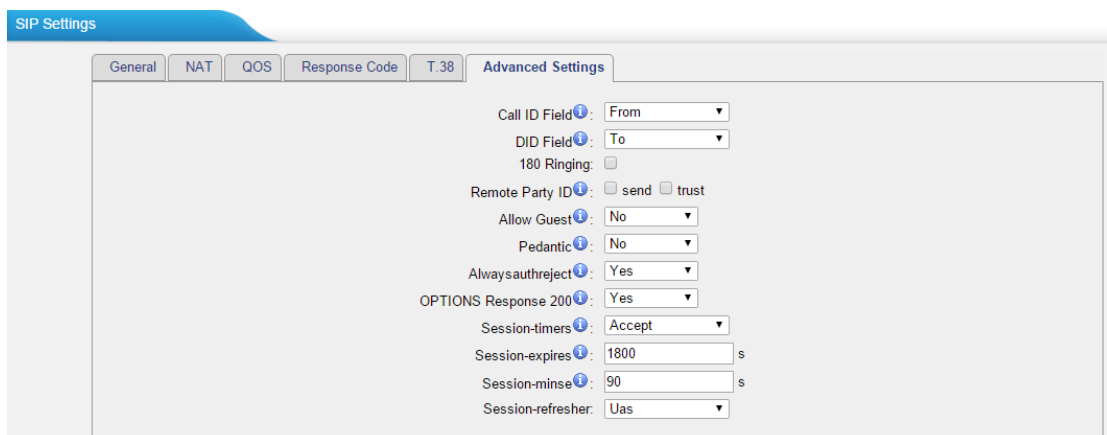 SIP Settings
General NAT QOS Response Code T.38 Advanced Settings
Call ID Field i : From
DID Field i : To
180 Ringing:
Remote Party ID i : send trust
Allow Guest i : No
Pedantic i : No
Alwaysauthreject i : Yes
OPTIONS Response 200 i : Yes
Session-timers i : Accept
Session-expires i : 1800 s
Session-minse i : 90 s
Session-refresher: Uas